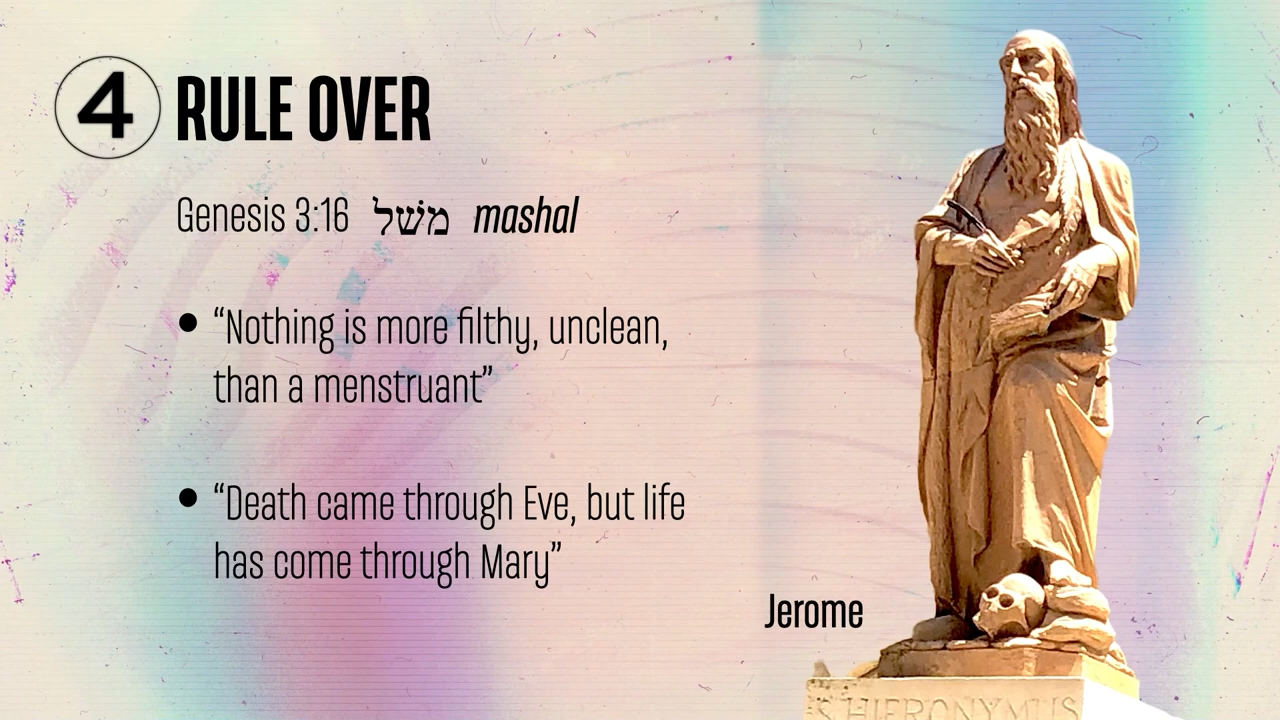 4 RULE OVER
Genesis 3:16 משׁל mashal
• “Nothing is more filthy, unclean,
than a menstruant”
• “Death came through Eve, but life
has come through Mary”
Jerome
S HIERONYMUS